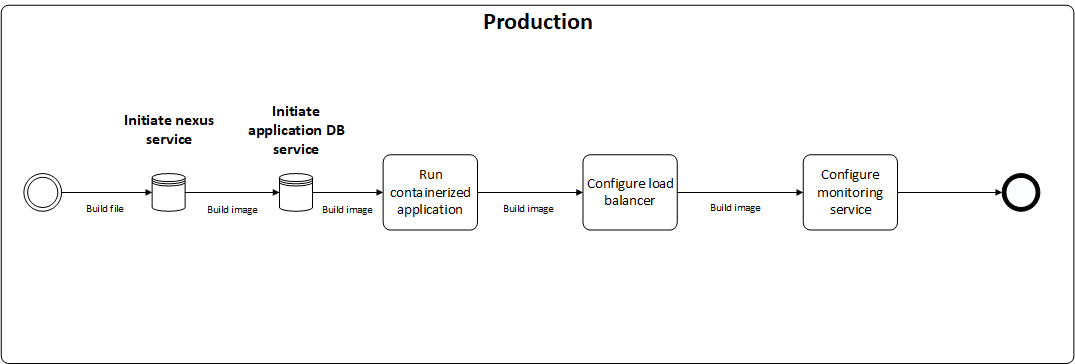 Production
Initiate nexus
service
Initiate
application DB
service
Run
containerized
application
Configure load
balancer
Configure
monitoring
service
Build file
Build image
Build image
Build image
Build image